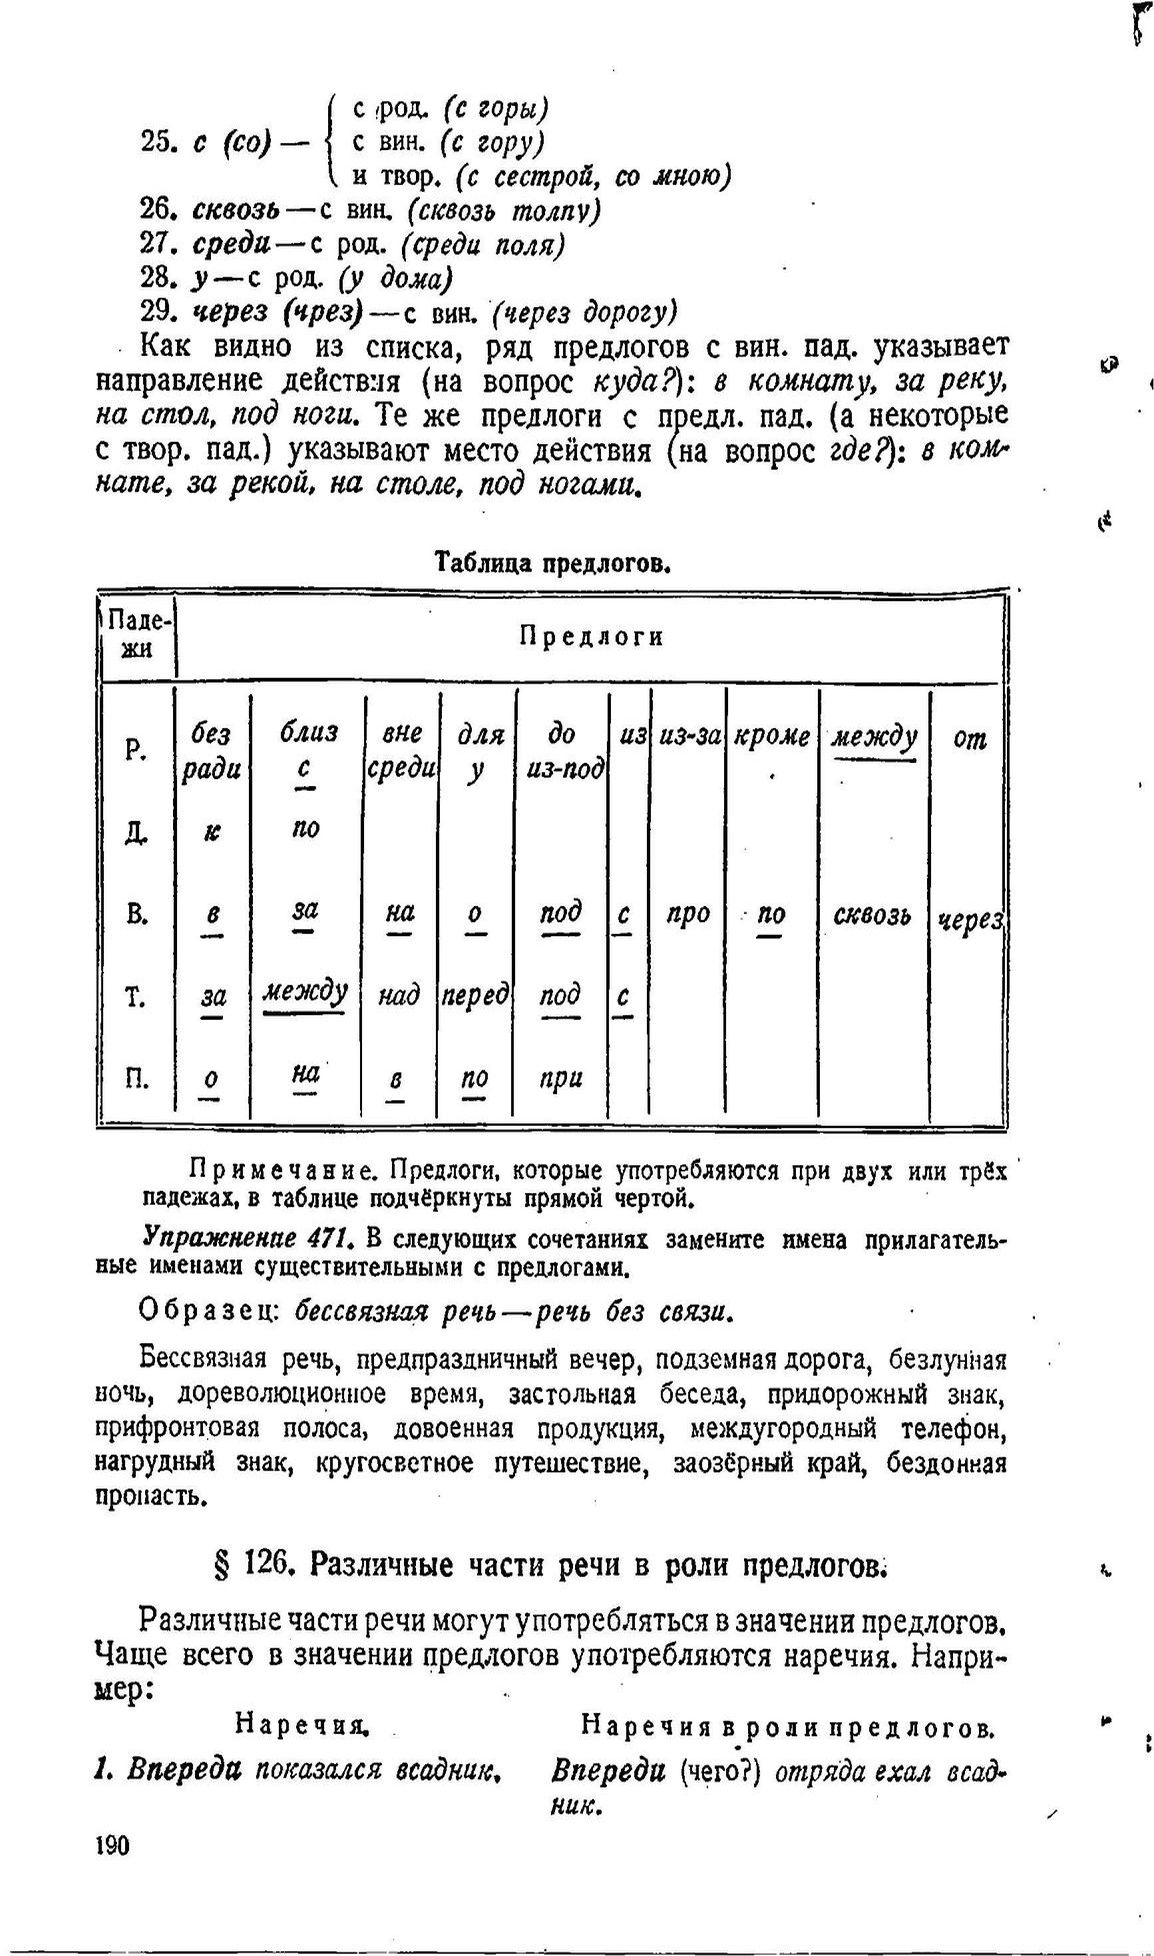 с род. (с горы)
25. с (со) — с вин. (с гору)
и твор. (с сестрой, со мною)
26. сквозь — с вин. (сквозь толпу)
27. среди — с род. (среди поля)
28. у — с род. (у дома)
29. через (чрез) — с вин. (через дорогу)
Как видно из списка, ряд предлогов с вин. пад. указывает
направление действия (на вопрос куда?): в комнату, за реку,
на стол, под ноги. Те же предлоги с предл. пад. (а некоторые
с твор. пад.) указывают место действия (на вопрос где?): в ком-
нате, за рекой, на столе, под ногами.
Таблица предлогов.
Паде-
жи
Предлоги
Р. без близ вне для до из из-за кроме между от
ради с среди у из-под
Д. к по
В. в за на о под с про по сквозь через
Т. за между над перед под с
П. о на в по при
Примечание. Предлоги, которые употребляются при двух или трёх
падежах, в таблице подчёркнуты прямой чертой.
Упражнение 471. В следующих сочетаниях замените имена прилагатель-
ные именами существительными с предлогами.
Образец: бессвязная речь — речь без связи.
Бессвязная речь, предпраздничный вечер, подземная дорога, безлунная
ночь, дореволюционное время, застольная беседа, придорожный знак,
прифронтовая полоса, довоенная продукция, междугородный телефон,
нагрудный знак, кругосветное путешествие, заозёрный край, бездонная
пропасть.
§ 126. Различные части речи в роли предлогов.
Различные части речи могут употребляться в значении предлогов.
Чаще всего в значении предлогов употребляются наречия. Напри-
мер:
Наречия. Наречия в роли предлогов.
1. Впереди показался всадник. Впереди (чего?) отряда ехал всад-
ник.
190